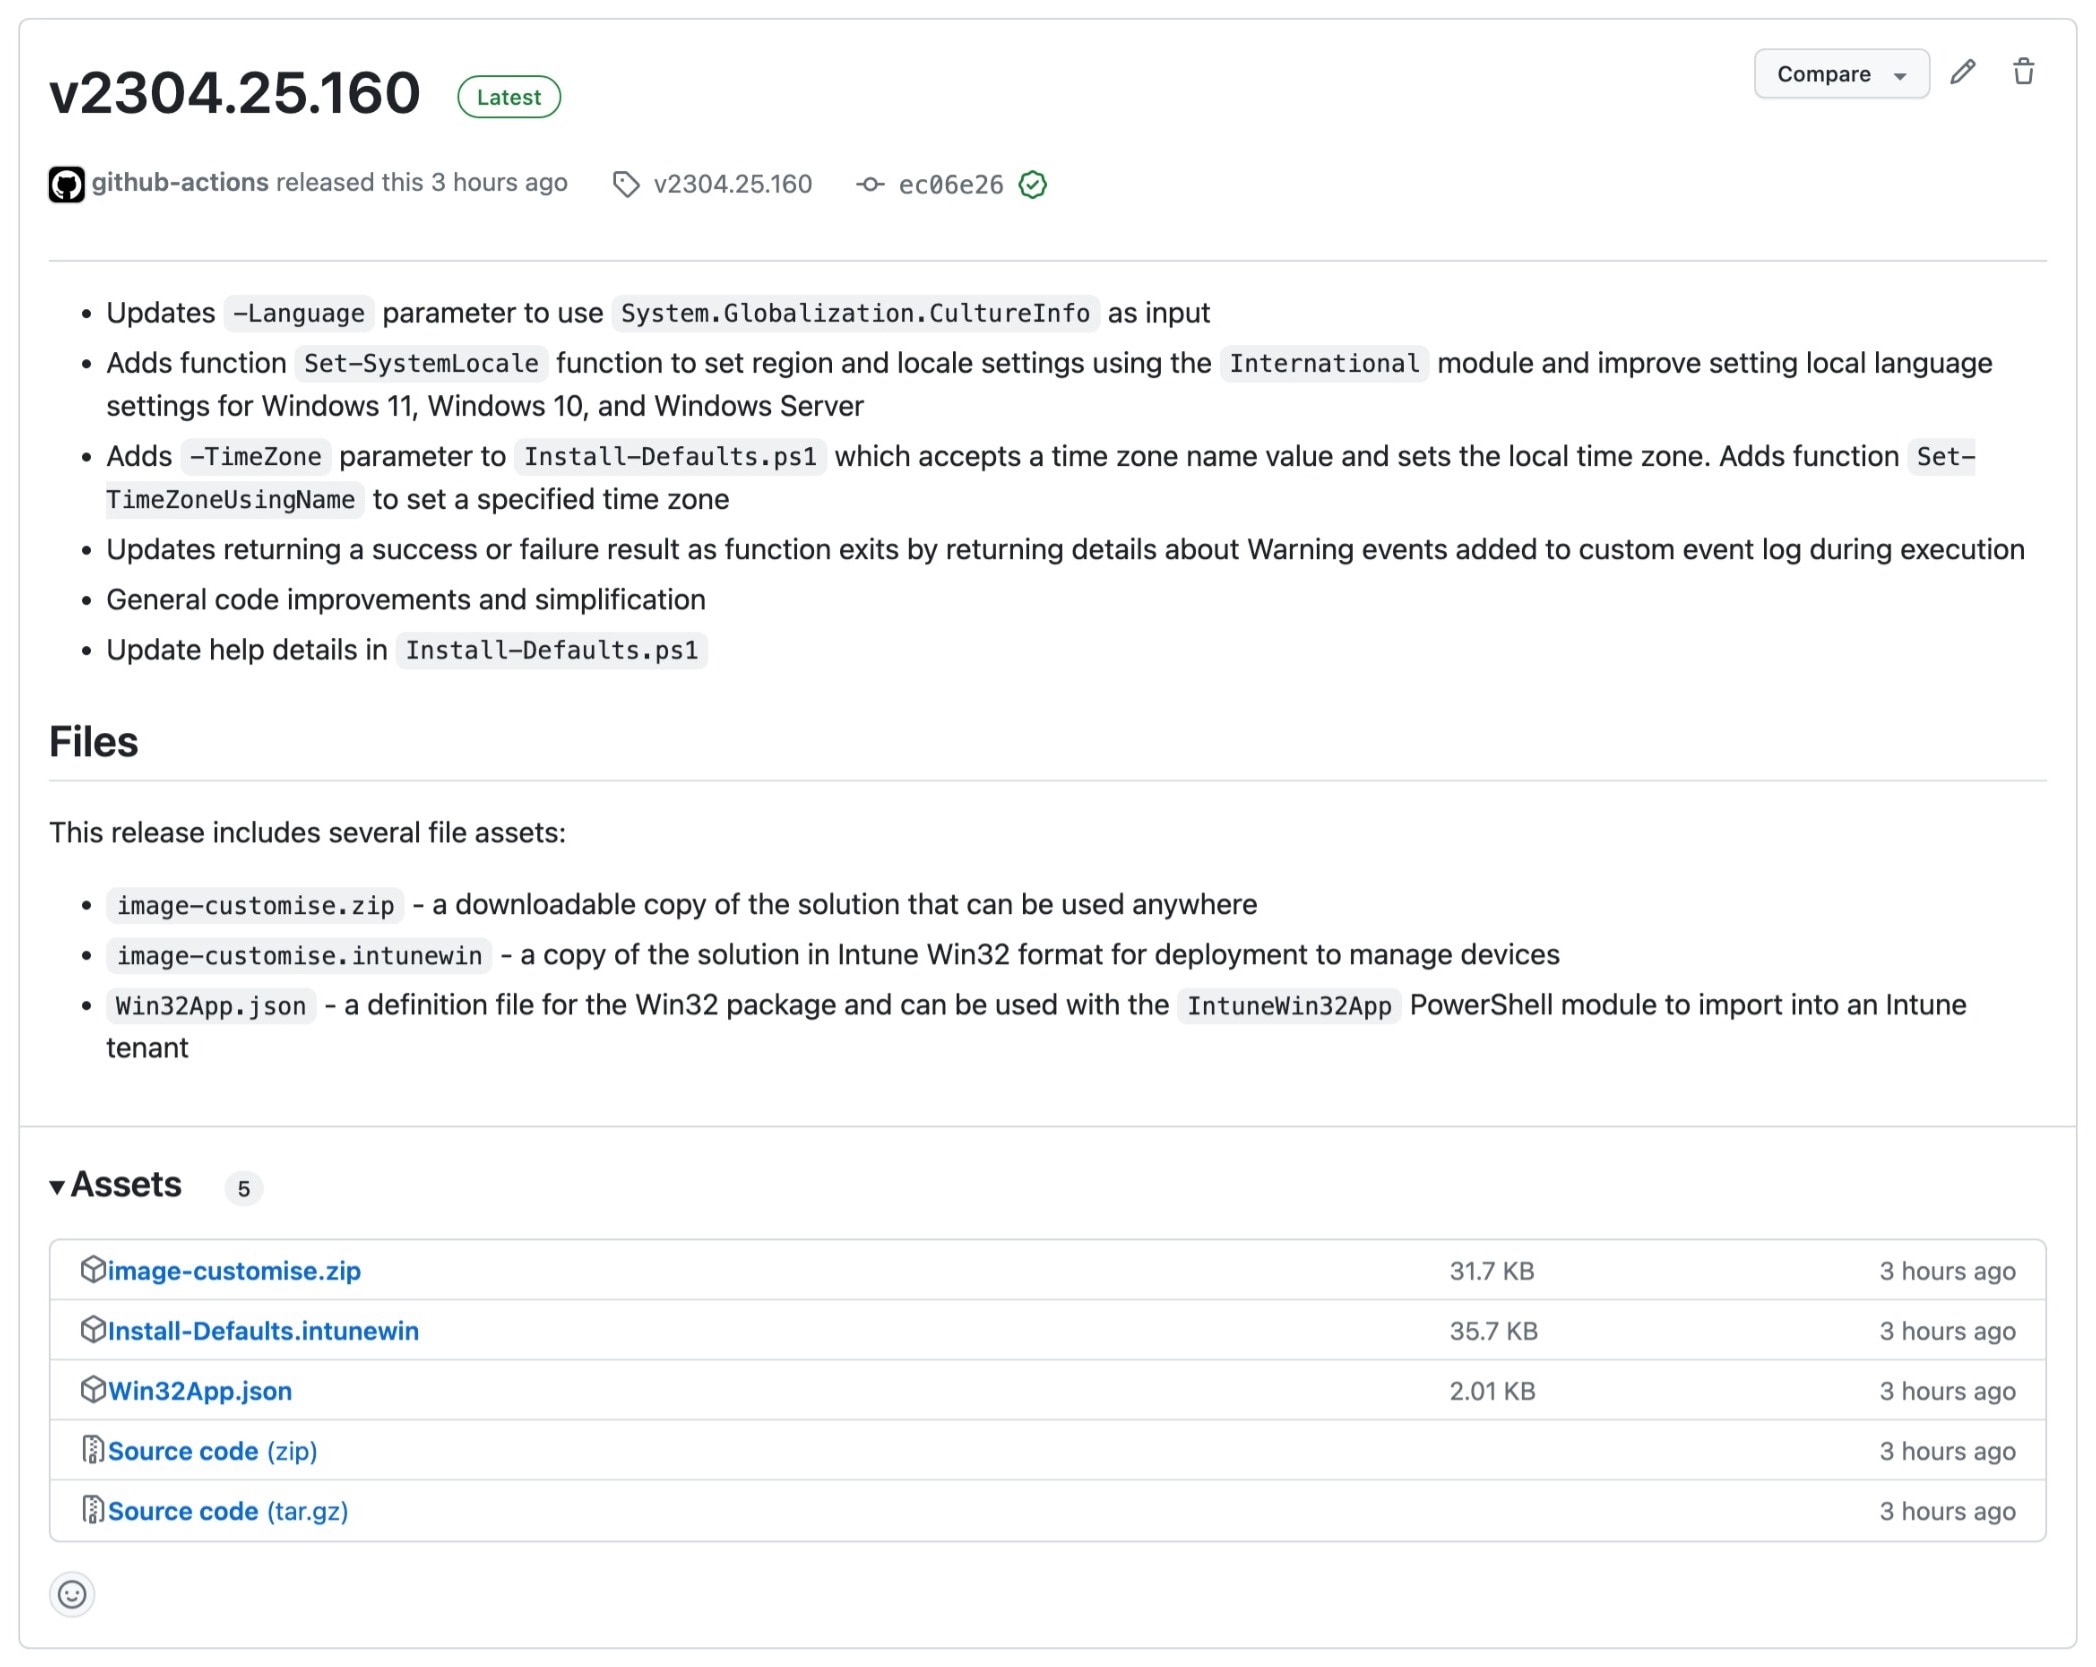 v2304.25.160 Latest Compare
github-actions released this 3 hours ago v2304.25.160 ec06e26
• Updates -Language parameter to use System.Globalization.CultureInfo as input
• Adds function Set-SystemLocale function to set region and locale settings using the International module and improve setting local language
settings for Windows 11, Windows 10, and Windows Server
• Adds -TimeZone parameter to Install-Defaults.ps1 which accepts a time zone name value and sets the local time zone. Adds function Set-
TimeZoneUsingName to set a specified time zone
• Updates returning a success or failure result as function exits by returning details about Warning events added to custom event log during execution
• General code improvements and simplification
• Update help details in Install-Defaults.ps1
Files
This release includes several file assets:
• image-customise.zip - a downloadable copy of the solution that can be used anywhere
• image-customise.intunewin - a copy of the solution in Intune Win32 format for deployment to manage devices
• Win32App.json - a definition file for the Win32 package and can be used with the IntuneWin32App PowerShell module to import into an Intune
tenant
Assets 5
image-customise.zip 31.7 KB 3 hours ago
Install-Defaults.intunewin 35.7 KB 3 hours ago
Win32App.json 2.01 KB 3 hours ago
Source code (zip) 3 hours ago
Source code (tar.gz) 3 hours ago